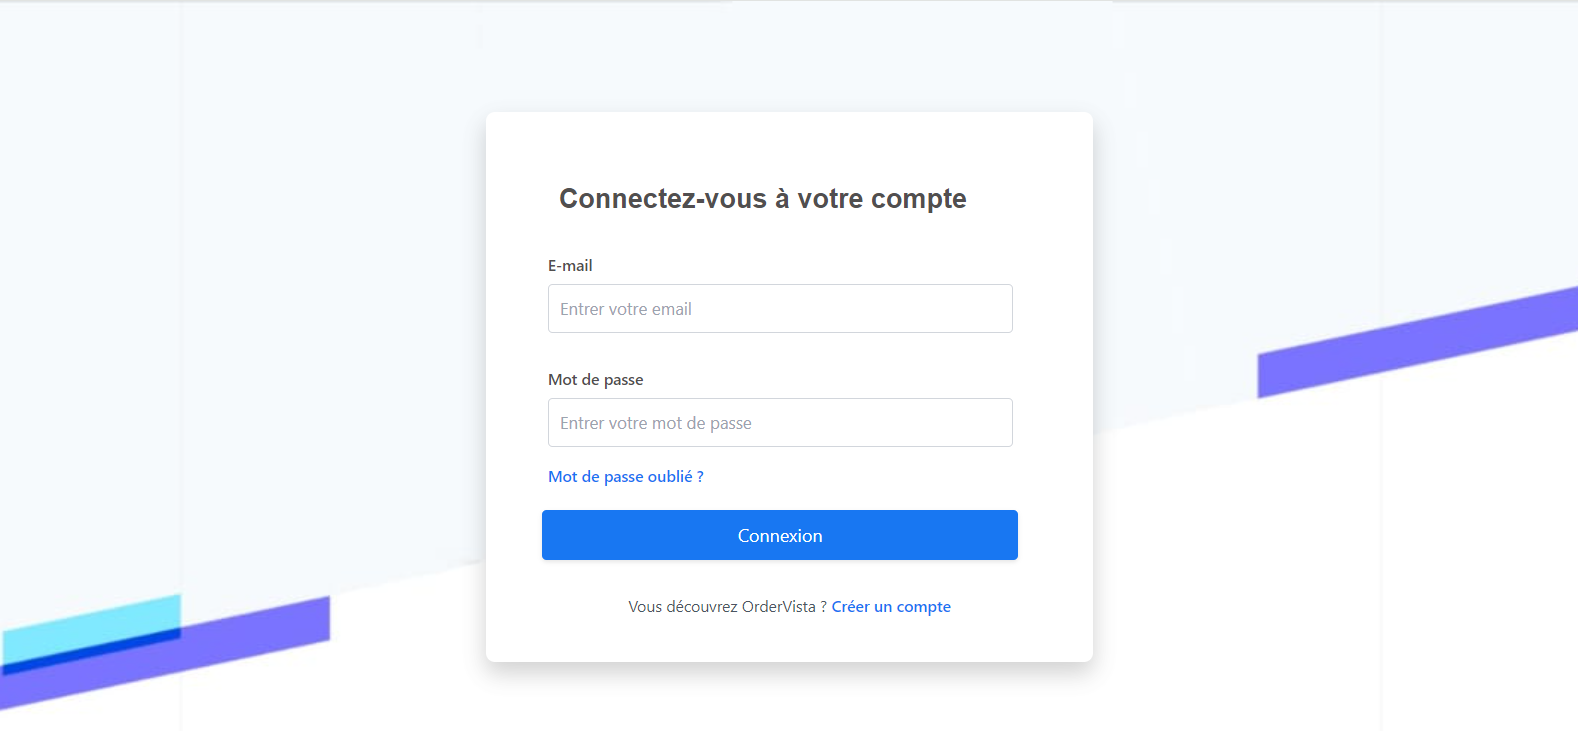 Connectez-vous à votre compte
E-mail
Entrer votre email
Mot de passe
Entrer votre mot de passe
Mot de passe oublié ?
Connexion
Vous découvrez OrderVista ? Créer un compte